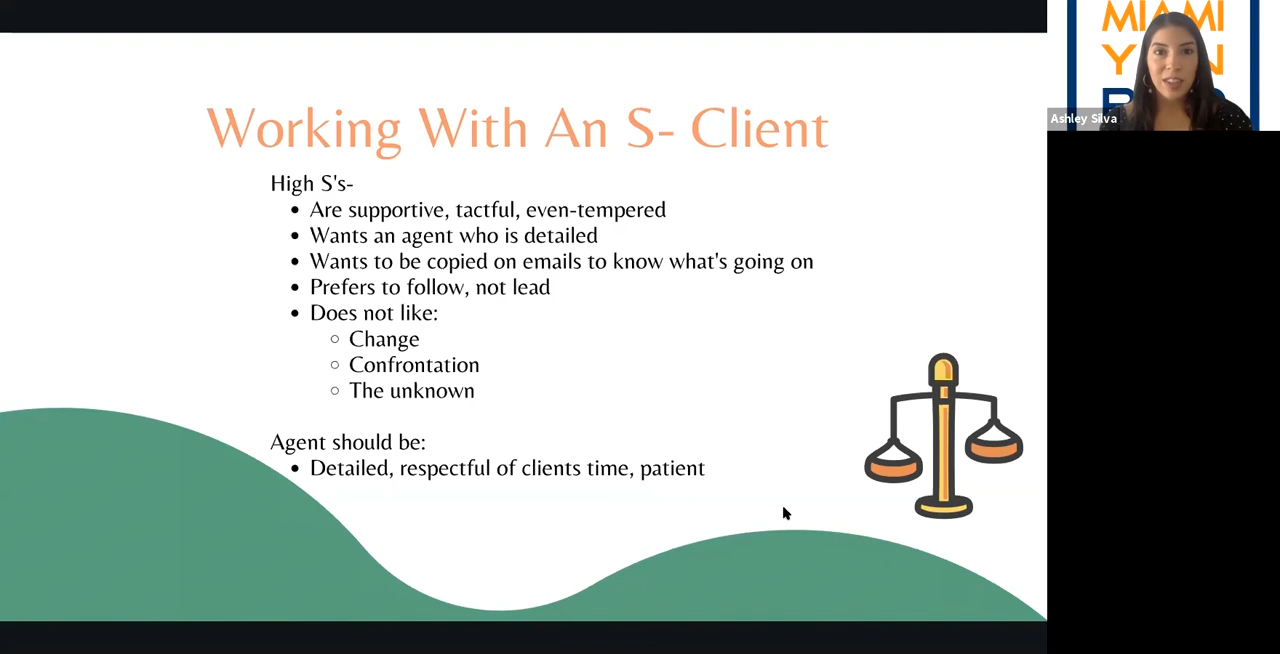 Working With An S- Client
High S's-
Are supportive, tactful, even-tempered
Wants an agent who is detailed
Wants to be copied on emails to know what's going on
Prefers to follow, not lead
Does not like:
Change
Confrontation
The unknown
Agent should be:
Detailed, respectful of clients time, patient
MIAMI
Ashley Silva